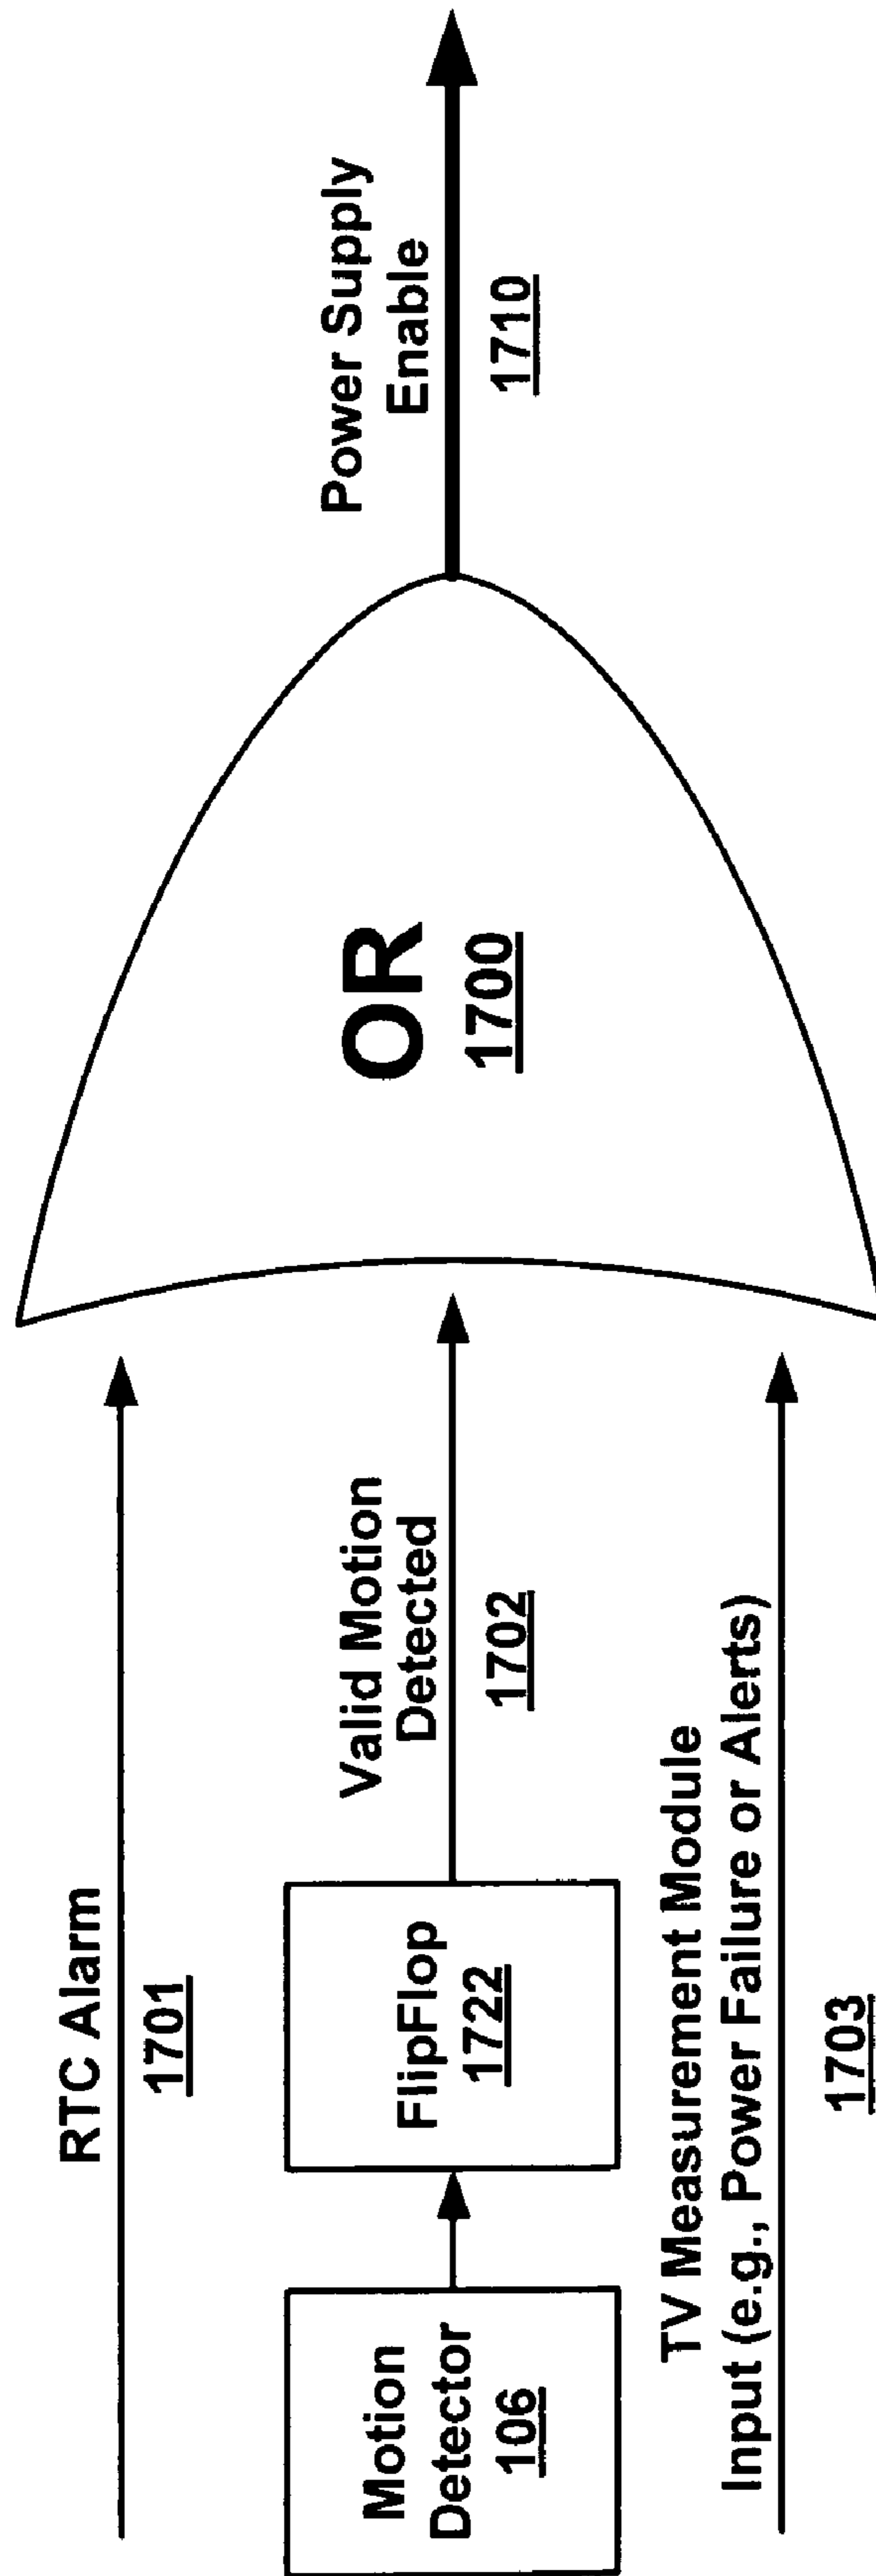 RTC Alarm
1701
Motion
Detector
106
FlipFlop
1722
Valid Motion
Detected
1702
TV Measurement Module
Input (e.g., Power Failure or Alerts)
1703
OR
1700
Power Supply
Enable
1710